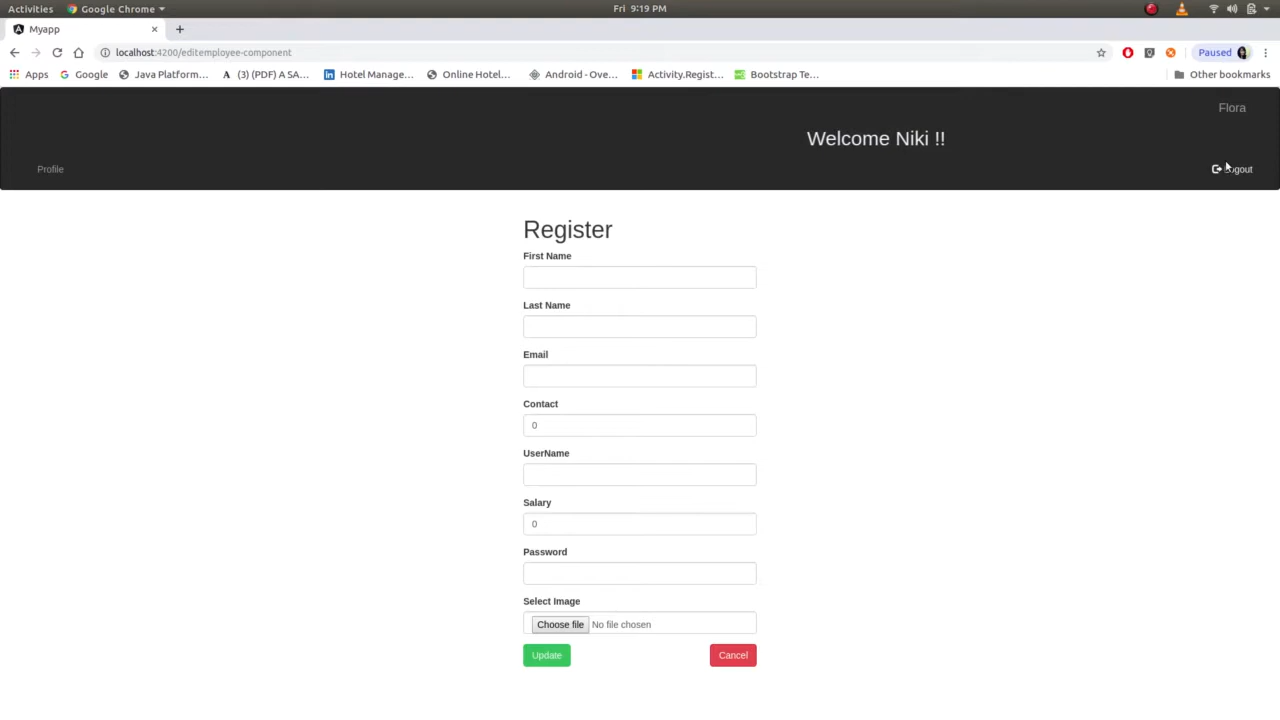 Activities Google Chrome Fri 9:19 PM
Myapp
localhost:4200/editemployee-component Paused
Apps Google Java Platform… (3) (PDF) A SA… Hotel Manage… Online Hotel… Android - Ove… Activity.Regist… Bootstrap Te… Other bookmarks
Flora
Welcome Niki !!
Profile
Register
First Name
Last Name
Email
Contact
0
UserName
Salary
0
Password
Select Image
Choose file No file chosen
Update Cancel